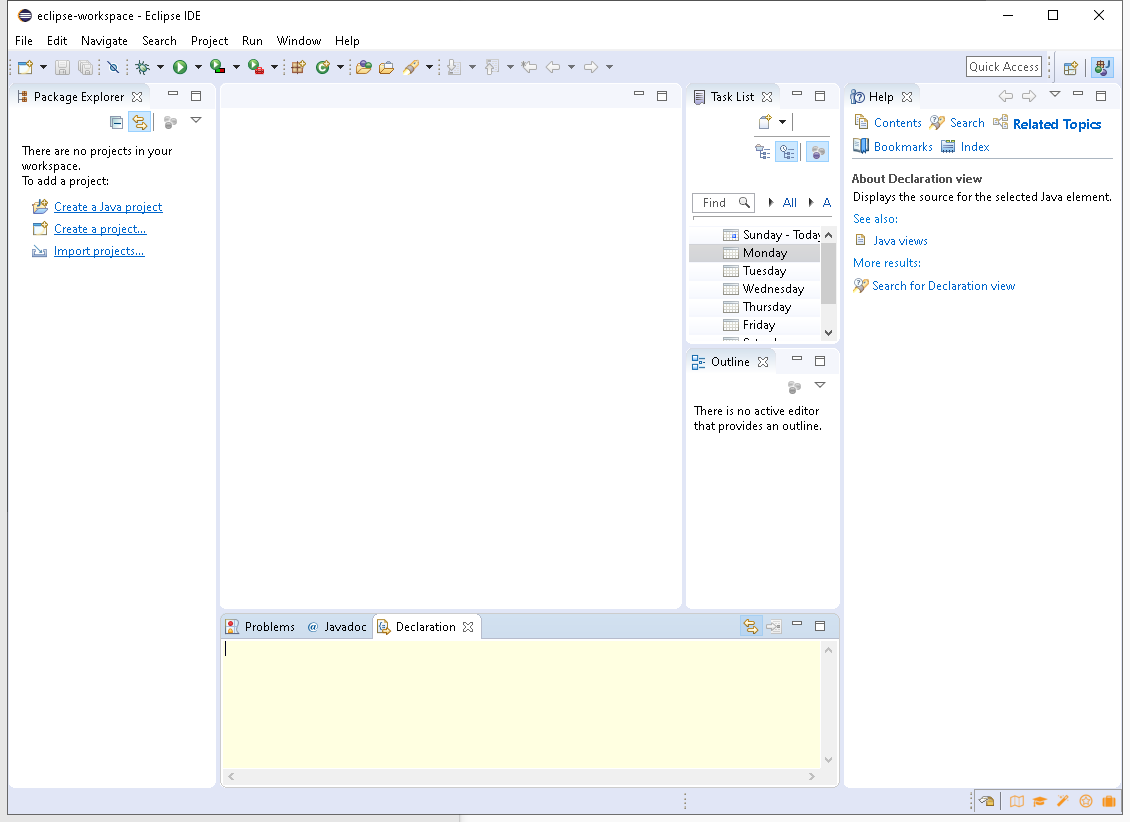 eclipse-workspace - Eclipse IDE
File Edit Navigate Search Project Run Window Help
Quick Access
Package Explorer
There are no projects in your
workspace.
To add a project:
Create a Java project
Create a project...
Import projects...
Task List
Find
All
A
Sunday - Today
Monday
Tuesday
Wednesday
Thursday
Friday
Outline
There is no active editor
that provides an outline.
Help
Contents Search Related Topics
Bookmarks Index
About Declaration view
Displays the source for the selected Java element.
See also:
Java views
More results:
Search for Declaration view
Problems @ Javadoc Declaration